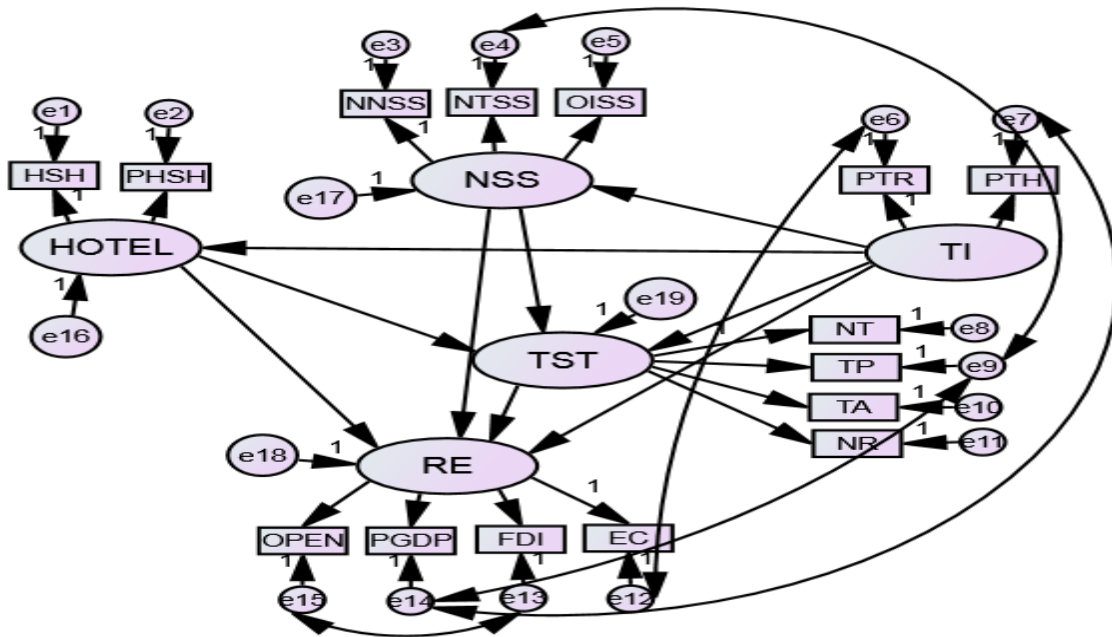 e3 e4 e5
1 1 1
NNSS NTSS OISS
1
e1 e2
1 1
HSH PHSH
1
e6 e7
1 1
PTR PTH
1
e17 1 NSS
HOTEL
TI
1
e16
1 e19
TST
1
NT 1 e8
TP 1 e9
TA 1 e10
NR 1 e11
e18 1 RE
1
OPEN PGDP FDI EC
1 1 1 1
e15 e14 e13 e12